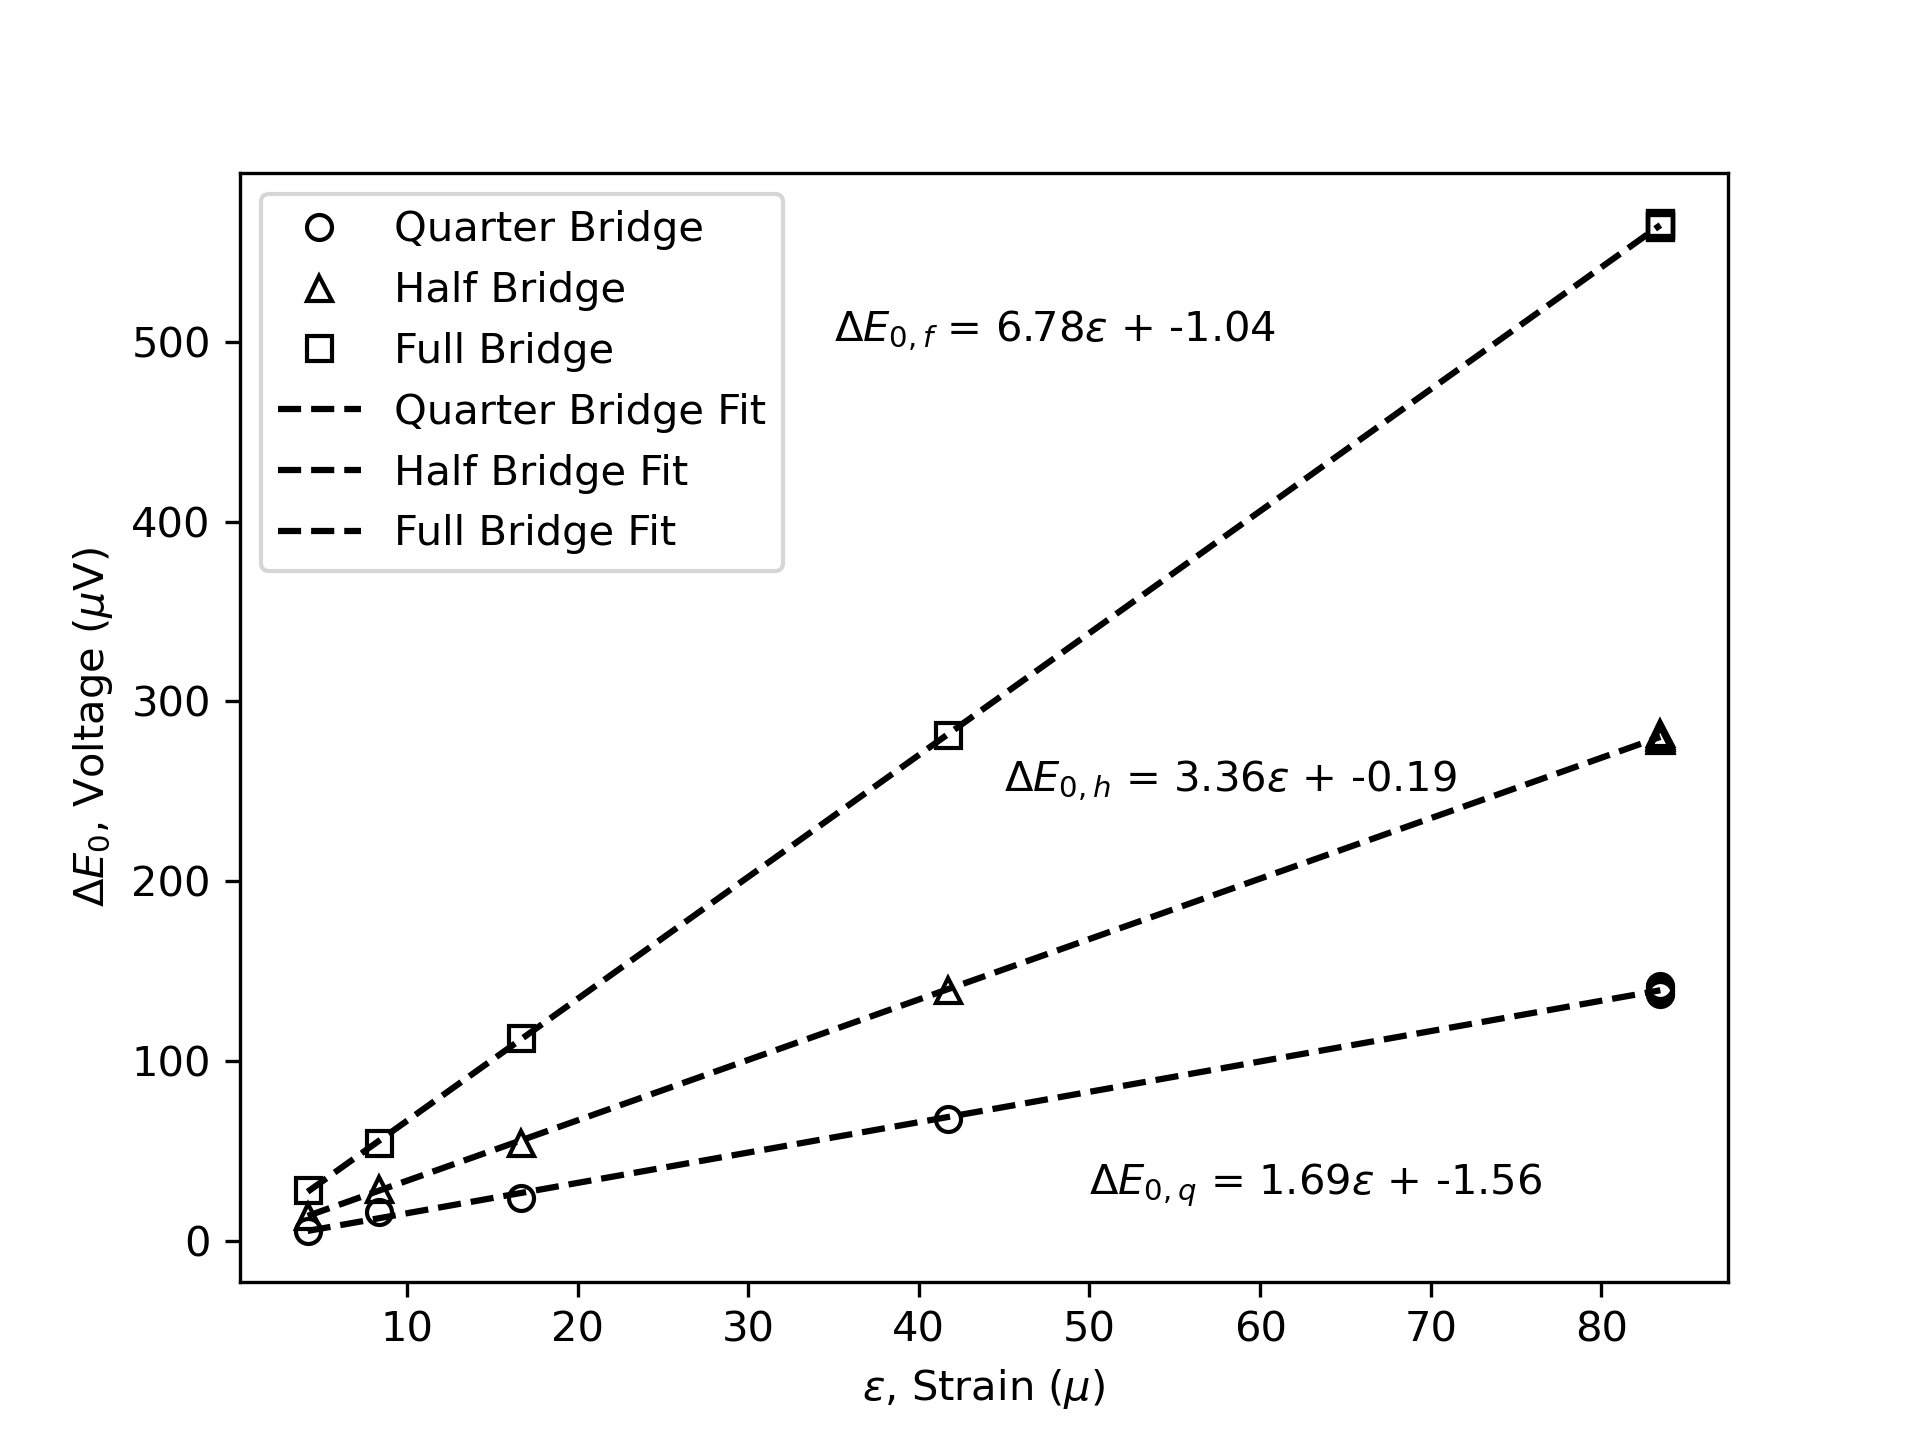 Quarter Bridge
Half Bridge
Full Bridge
Quarter Bridge Fit
Half Bridge Fit
Full Bridge Fit
ΔE₀,f = 6.78ε + -1.04
ΔE₀,h = 3.36ε + -0.19
ΔE₀,q = 1.69ε + -1.56
ΔE₀, Voltage (μV)
500
400
300
200
100
0
10 20 30 40 50 60 70 80
ε, Strain (μ)